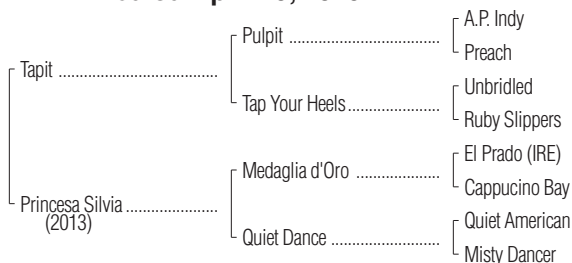 Tapit
Princesa Silvia
(2013)
Pulpit
Tap Your Heels
Medaglia d'Oro
Quiet Dance
A.P. Indy
Preach
Unbridled
Ruby Slippers
El Prado (IRE)
Cappucino Bay
Quiet American
Misty Dancer